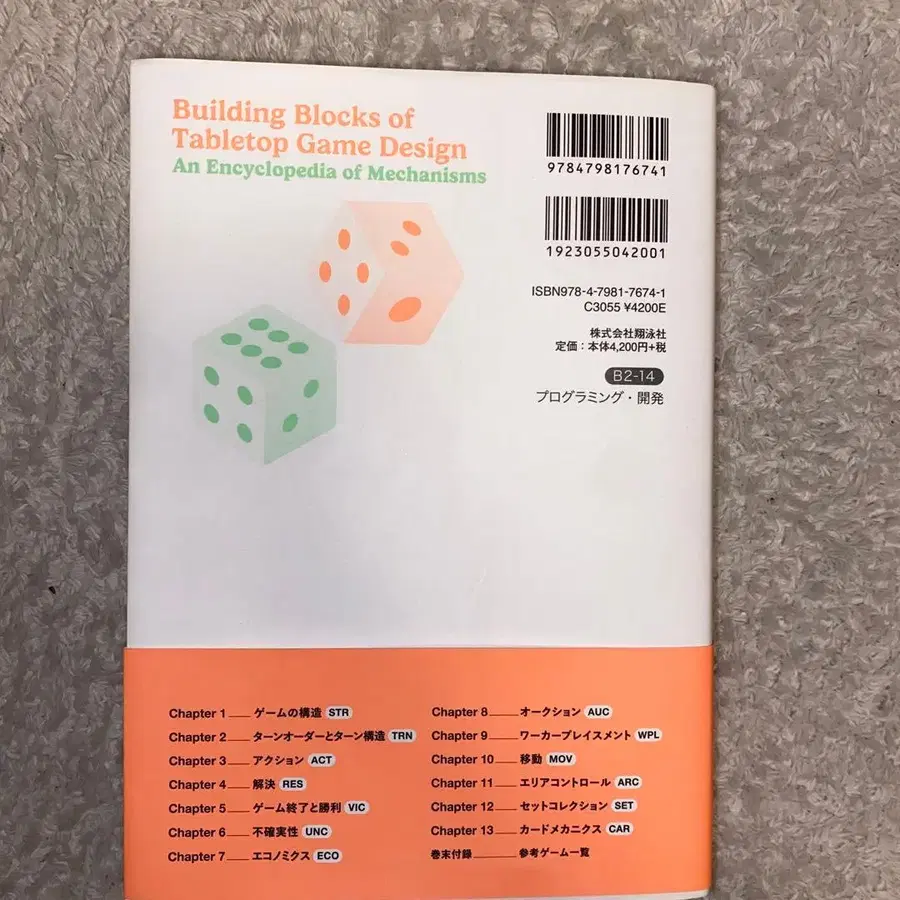 Building Blocks of
Tabletop Game Design
An Encyclopedia of Mechanisms
9784798176741
1923055042001
ISBN978-4-7981-7674-1
C3055 ¥4200E
株式会社翔泳社
定価：本体4,200円+税
B2-14
プログラミング・開発
Chapter 1 ゲームの構造 STR
Chapter 2 ターンオーダーとターン構造 TRN
Chapter 3 アクション ACT
Chapter 4 解決 RES
Chapter 5 ゲーム終了と勝利 VIC
Chapter 6 不確実性 UNC
Chapter 7 エコノミクス ECO
Chapter 8 オークション AUC
Chapter 9 ワーカープレイスメント WPL
Chapter 10 移動 MOV
Chapter 11 エリアコントロール ARC
Chapter 12 セットコレクション SET
Chapter 13 カードメカニクス CAR
巻末付録 参考ゲーム一覧